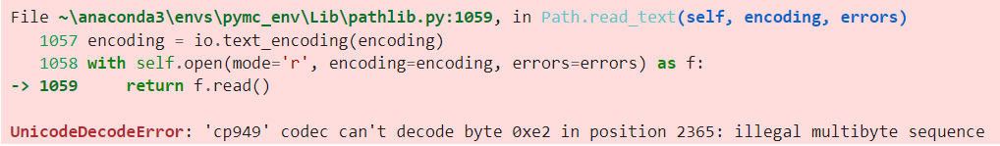 File ~\anaconda3\envs\pymc_env\Lib\pathlib.py:1059, in Path.read_text(self, encoding, errors)
1057 encoding = io.text_encoding(encoding)
1058 with self.open(mode='r', encoding=encoding, errors=errors) as f:
-> 1059     return f.read()
UnicodeDecodeError: 'cp949' codec can't decode byte 0xe2 in position 2365: illegal multibyte sequence